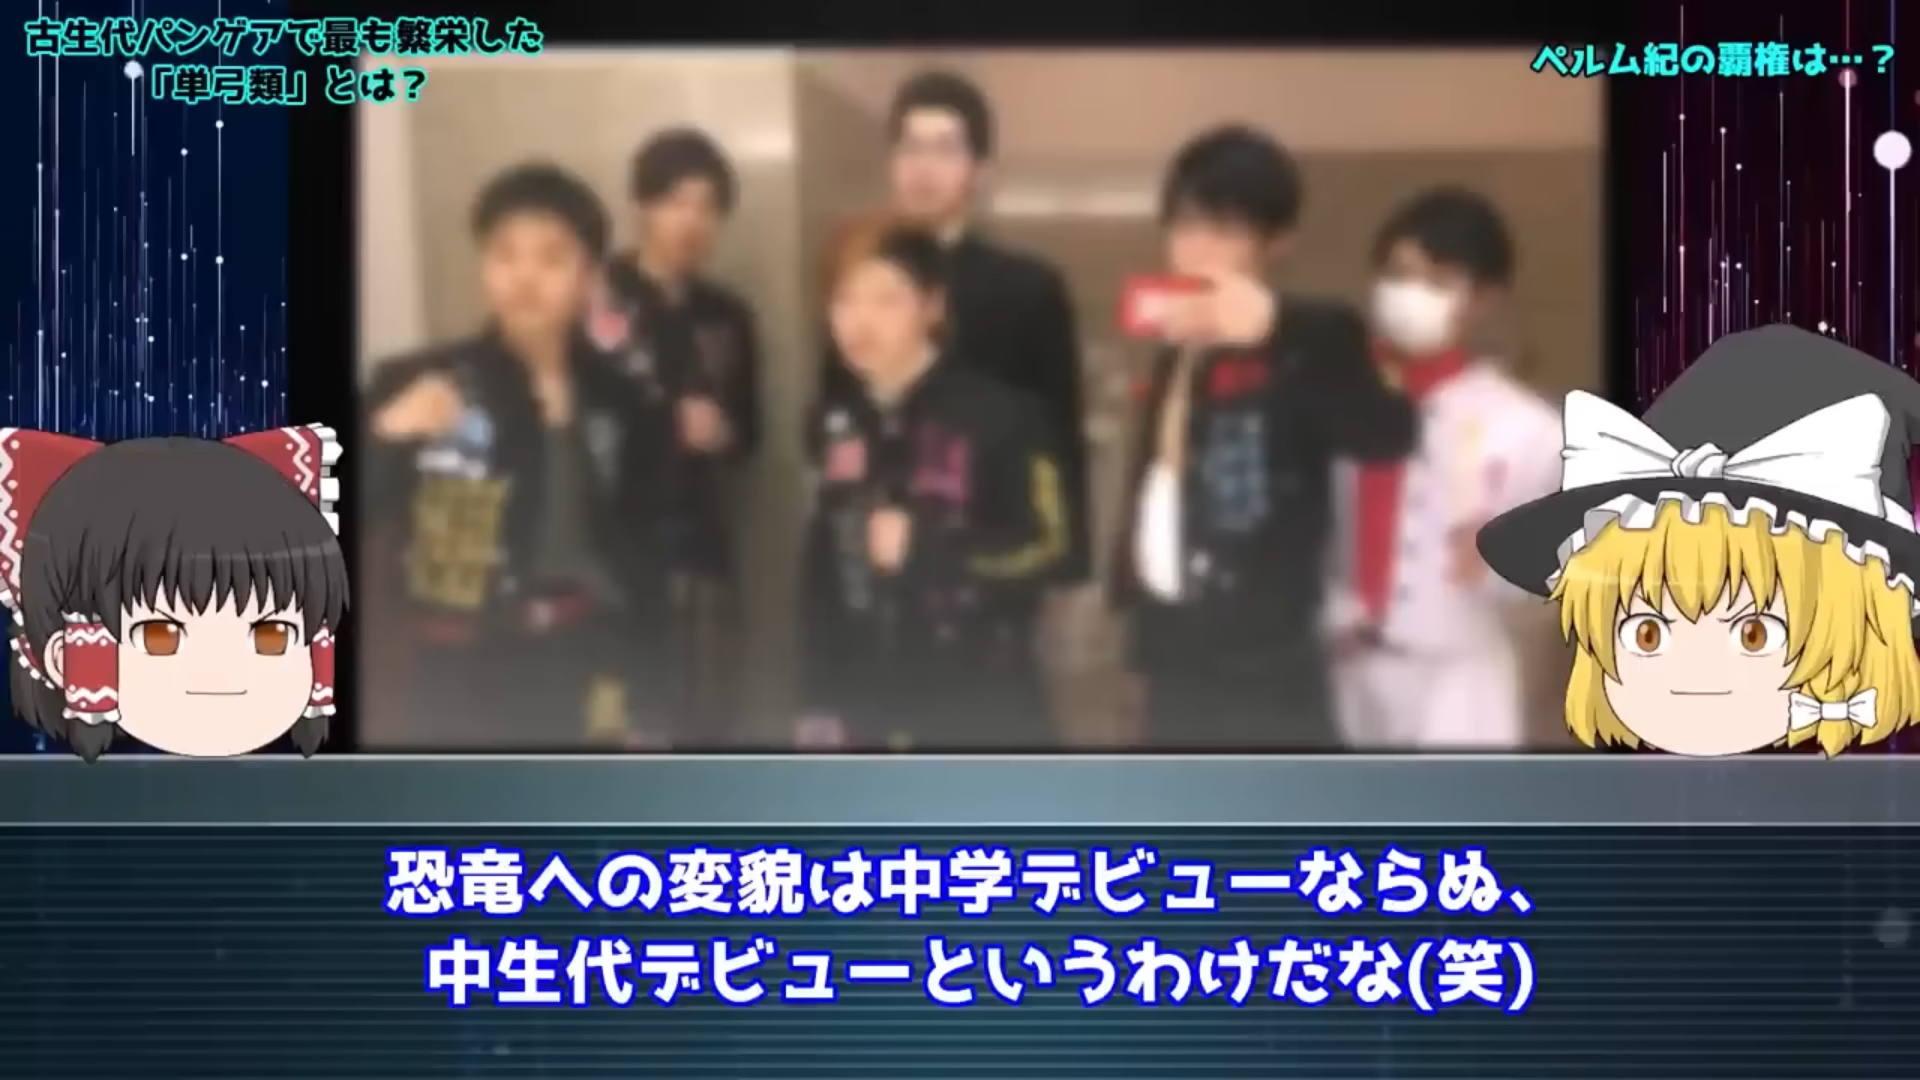 古生代パンゲアで最も繁栄した
「単弓類」とは？
ペルム紀の覇権は…？
恐竜への変貌は中学デビューならぬ、
中生代デビューというわけだな(笑)